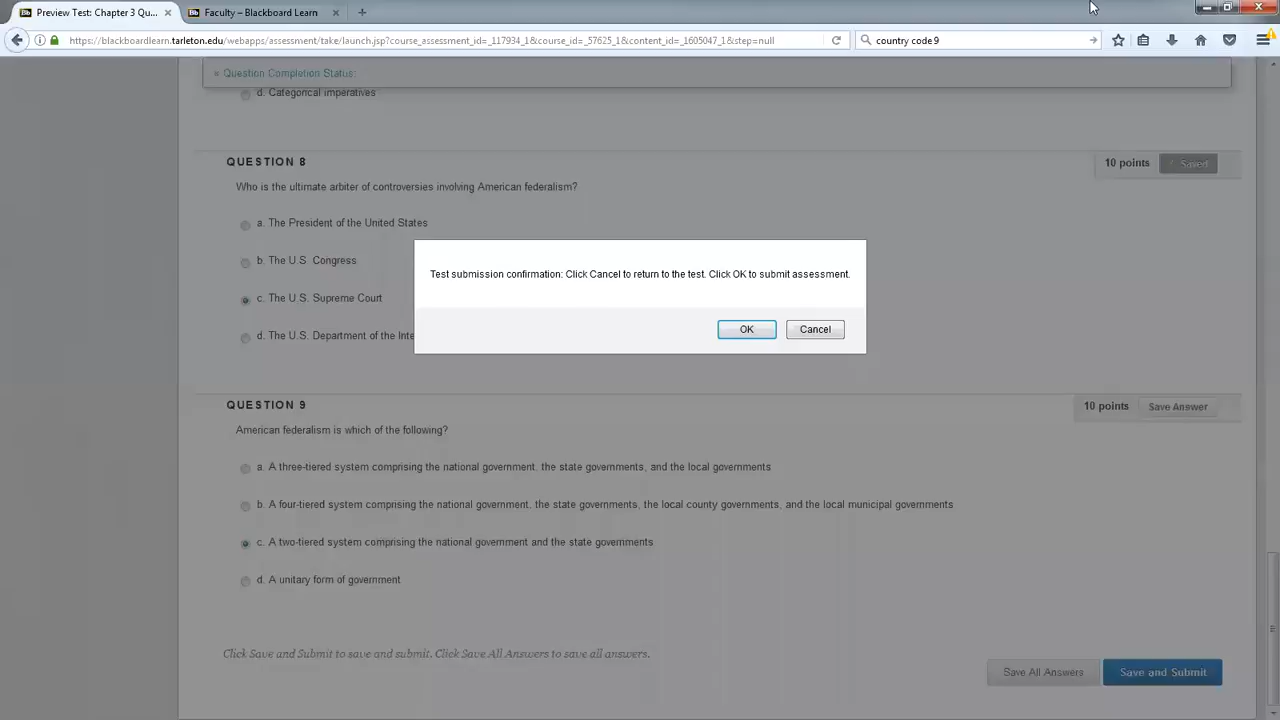 Preview Test: Chapter 3 Qu...
Faculty – Blackboard Learn
https://blackboardlearn.tarleton.edu/webapps/assessment/take/launch.jsp?course_assessment_id=_117934_1&course_id=_57625_1&content_id=_1605047_1&step=null
country code 9
Question Completion Status:
d. Categorical imperatives
QUESTION 8
10 points
Saved
Who is the ultimate arbiter of controversies involving American federalism?
a. The President of the United States
b. The U.S. Congress
c. The U.S. Supreme Court
d. The U.S. Department of the Inte
Test submission confirmation: Click Cancel to return to the test. Click OK to submit assessment.
OK
Cancel
QUESTION 9
10 points
Save Answer
American federalism is which of the following?
a. A three-tiered system comprising the national government, the state governments, and the local governments
b. A four-tiered system comprising the national government, the state governments, the local county governments, and the local municipal governments
c. A two-tiered system comprising the national government and the state governments
d. A unitary form of government
Click Save and Submit to save and submit. Click Save All Answers to save all answers.
Save All Answers
Save and Submit